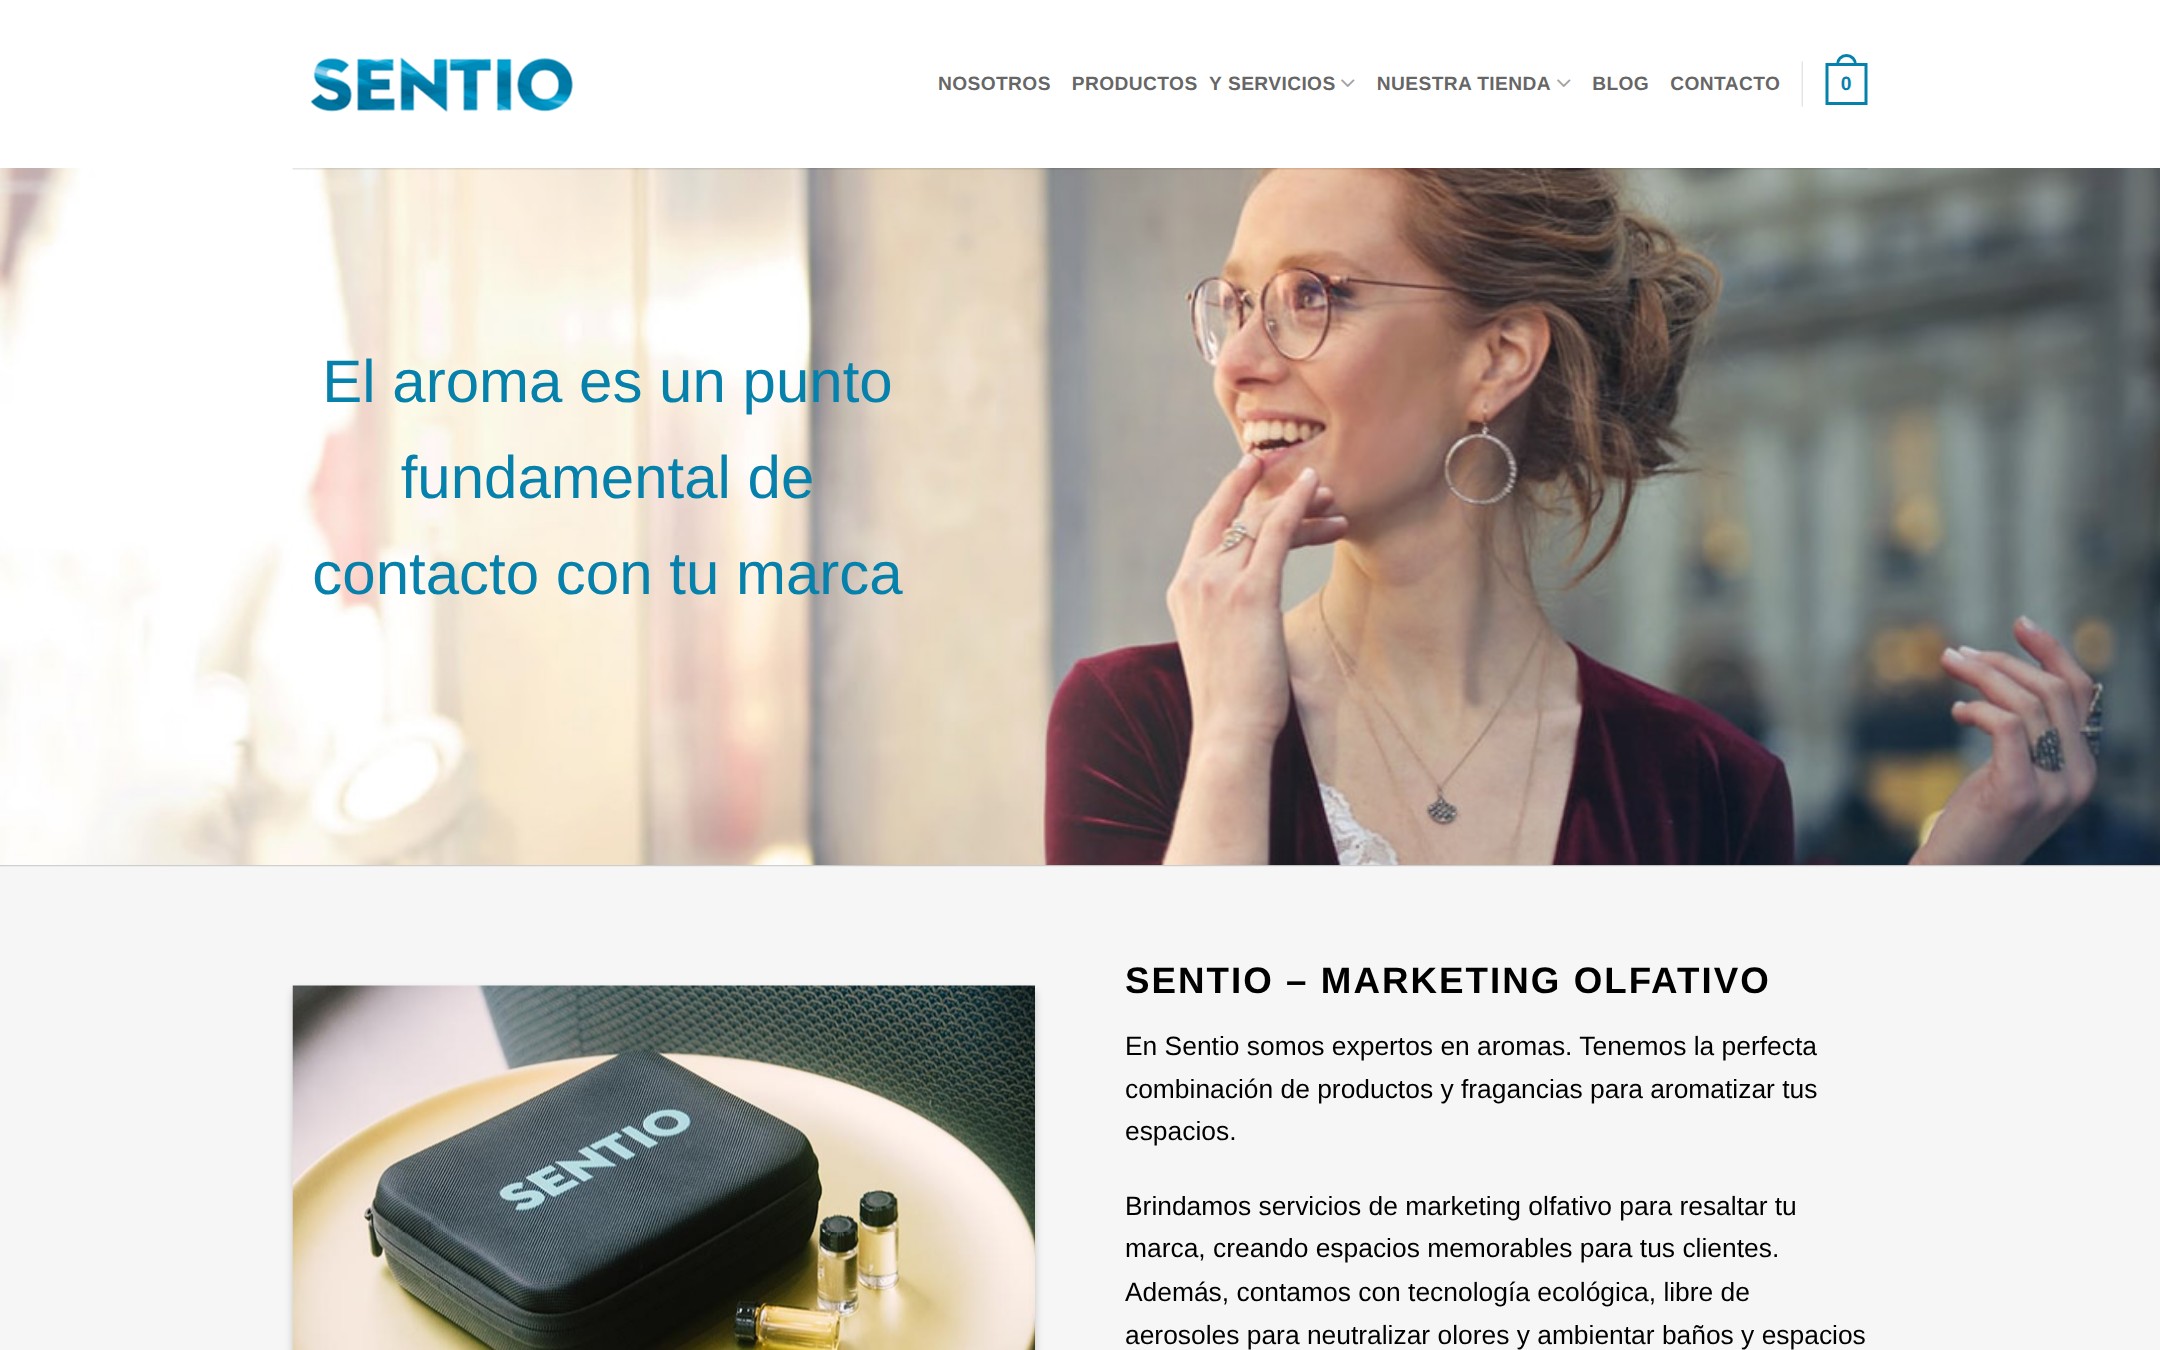 SENTIO
NOSOTROS PRODUCTOS Y SERVICIOS NUESTRA TIENDA BLOG CONTACTO 0
El aroma es un punto
fundamental de
contacto con tu marca
SENTIO – MARKETING OLFATIVO
En Sentio somos expertos en aromas. Tenemos la perfecta
combinación de productos y fragancias para aromatizar tus
espacios.
SENTIO
Brindamos servicios de marketing olfativo para resaltar tu
marca, creando espacios memorables para tus clientes.
Además, contamos con tecnología ecológica, libre de
aerosoles para neutralizar olores y ambientar baños y espacios